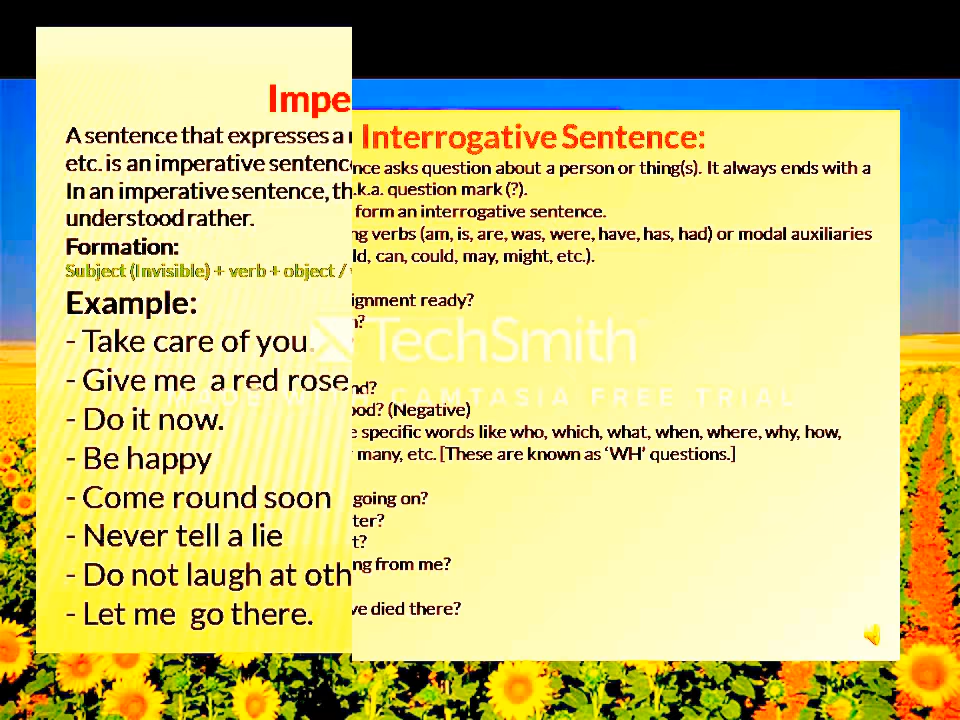 Impe
A sentence that expresses a
etc. is an imperative sentenc
In an imperative sentence, th
understood rather.
Formation:
Subject (Invisible) + verb + object /
Example:
- Take care of you.
- Give me a red rose
- Do it now.
- Be happy
- Come round soon
- Never tell a lie
- Do not laugh at oth
- Let me go there.
Interrogative Sentence:
nce asks question about a person or thing(s). It always ends with a
.k.a. question mark (?).
form an interrogative sentence.
ng verbs (am, is, are, was, were, have, has, had) or modal auxiliaries
ld, can, could, may, might, etc.).
ignment ready?
?
nd?
ood? (Negative)
e specific words like who, which, what, when, where, why, how,
many, etc. [These are known as ‘WH’ questions.]
going on?
ter?
t?
ng from me?
ve died there?
TechSmith
MADE WITH CAMTASIA FREE TRIAL